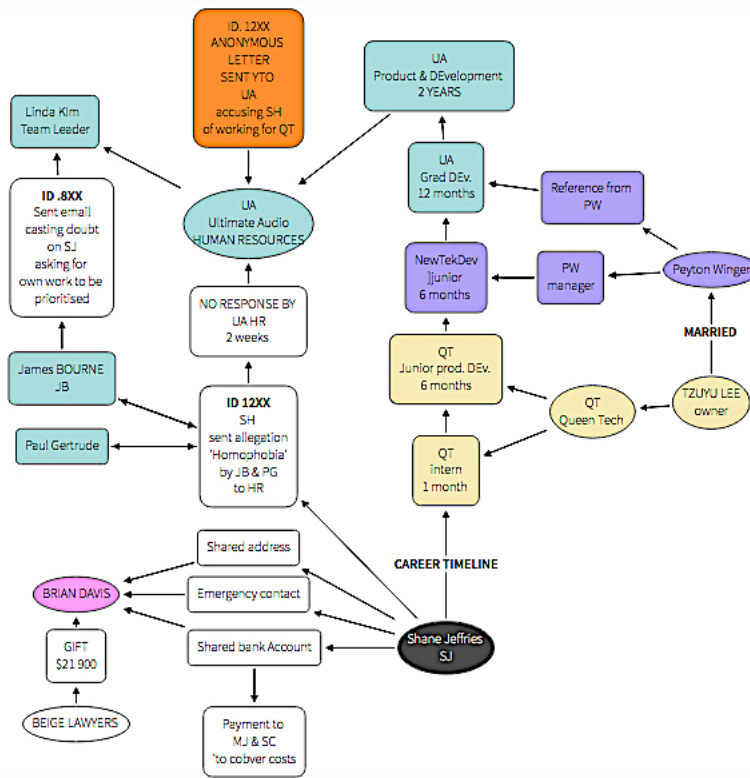 ID. 12XX
ANONYMOUS
LETTER
SENT YTO
UA
accusing SH
of working for QT
UA
Product & DEvelopment
2 YEARS
Linda KIm
Team Leader
UA
Grad DEv.
12 months
Reference from
PW
ID .8XX
Sent email
casting doubt
on SJ
asking for
own work to be
prioritised
UA
Ultimate Audio
HUMAN RESOURCES
NewTekDev
)junior
6 months
PW
manager
Peyton Winger
NO RESPONSE BY
UA HR
2 weeks
MARRIED
QT
Junior prod. DEv.
6 months
James BOURNE
JB
TZUYU LEE
owner
QT
Queen Tech
ID 12XX
SH
sent allegation
'Homophobia'
by JB & PG
to HR
Paul Gertrude
QT
intern
1 month
Shared address
CAREER TIMELINE
BRIAN DAVIS
Emergency contact
Shane Jeffries
SJ
Shared bank Account
GIFT
$21 900
BEIGE LAWYERS
Payment to
MJ & SC
'to cobver costs